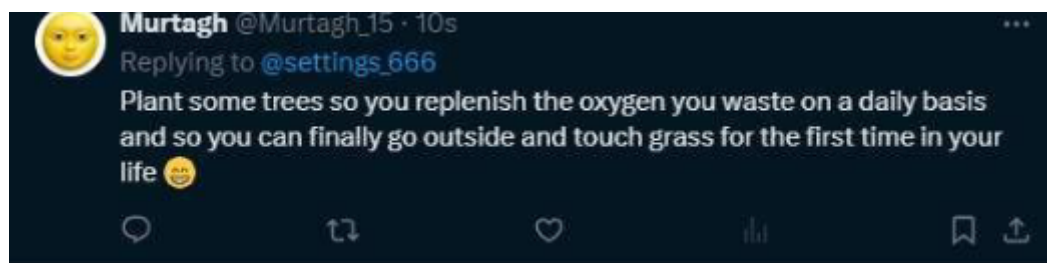 Murtagh @Murtagh_15 · 10s
Replying to @settings_666
Plant some trees so you replenish the oxygen you waste on a daily basis
and so you can finally go outside and touch grass for the first time in your
life 😁